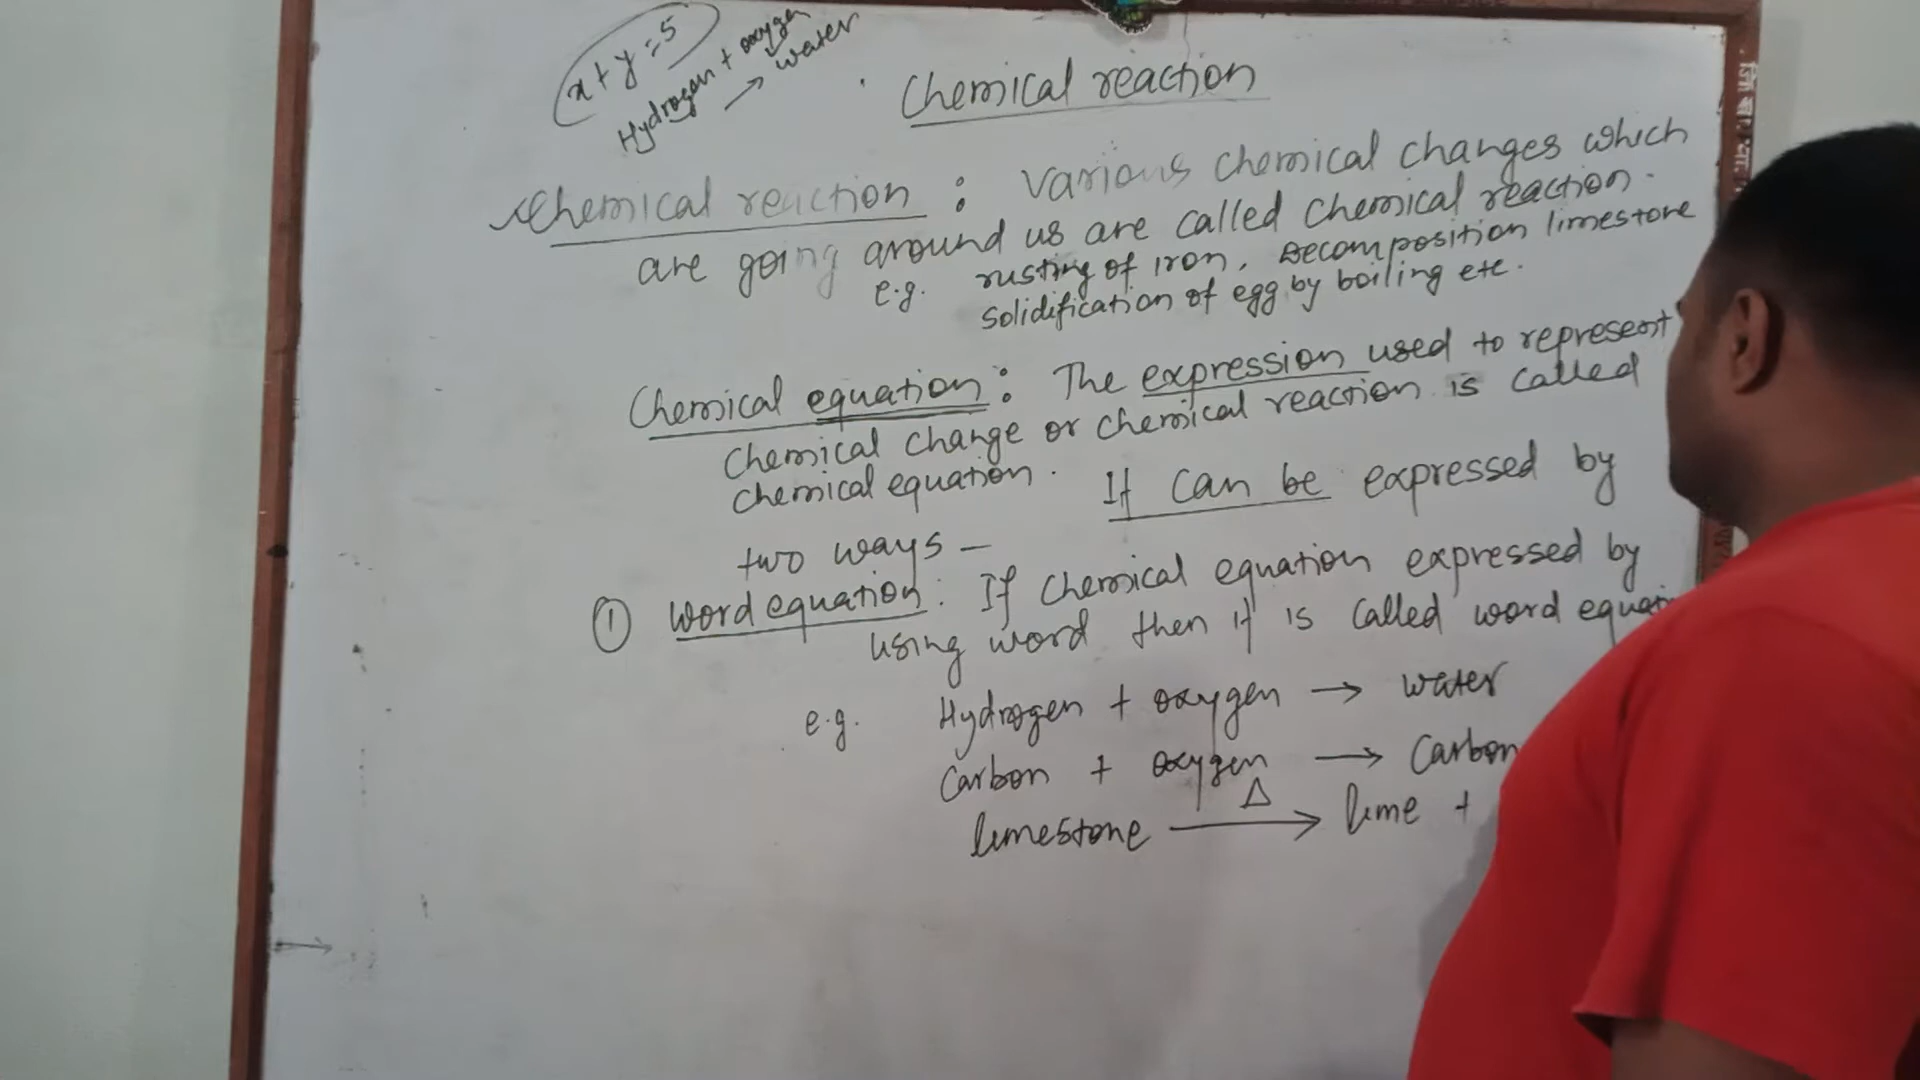 x + y = 5
Hydrogen + oxygen
→ water
Chemical reaction
Chemical reaction : Various chemical changes which
are going around us are called chemical reaction.
e.g. rusting of iron, Decomposition limestone
solidification of egg by boiling etc.
Chemical equation : The expression used to represent
chemical change or chemical reaction is called
chemical equation. It can be expressed by
two ways –
① Word equation : If chemical equation expressed by
using word then it is called word equati
e.g. Hydrogen + oxygen → water
Carbon + oxygen → Carbon
Δ
limestone → lime +